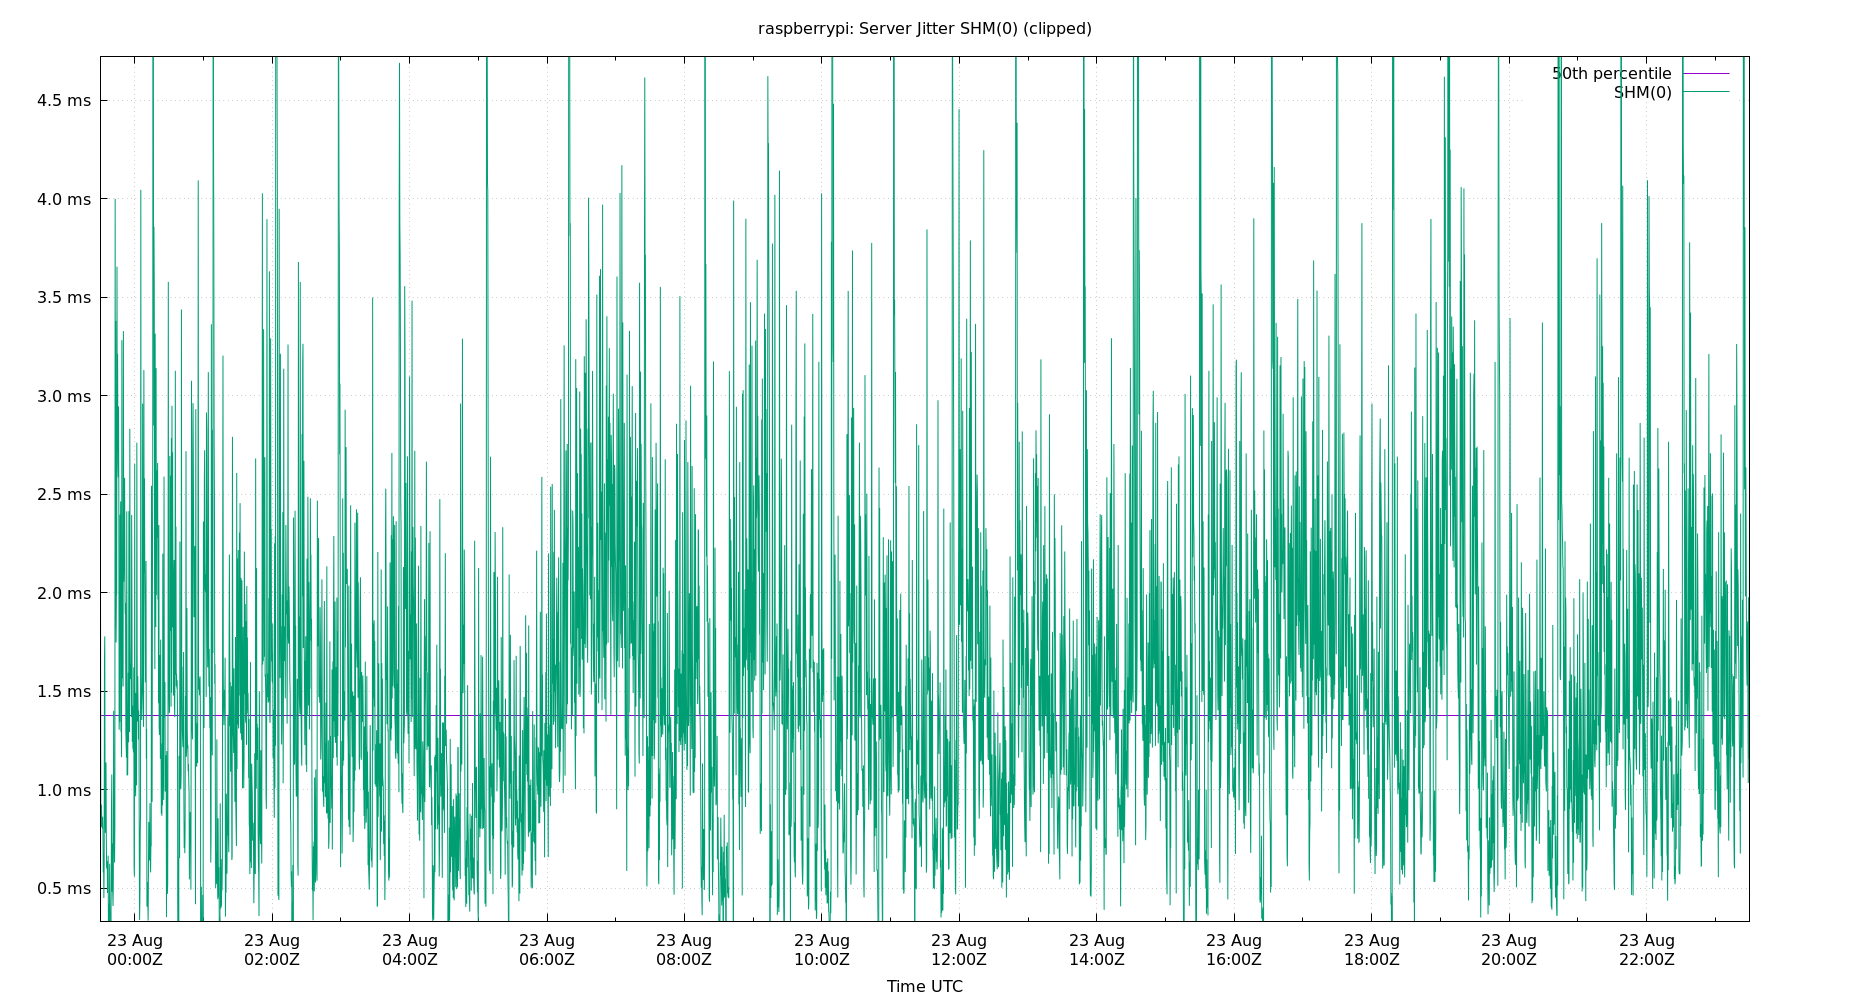 raspberrypi: Server Jitter SHM(0) (clipped)
50th percentile
SHM(0)
4.5 ms
4.0 ms
3.5 ms
3.0 ms
2.5 ms
2.0 ms
1.5 ms
1.0 ms
0.5 ms
23 Aug 23 Aug 23 Aug 23 Aug 23 Aug 23 Aug 23 Aug 23 Aug 23 Aug 23 Aug 23 Aug 23 Aug
00:00Z 02:00Z 04:00Z 06:00Z 08:00Z 10:00Z 12:00Z 14:00Z 16:00Z 18:00Z 20:00Z 22:00Z
Time UTC